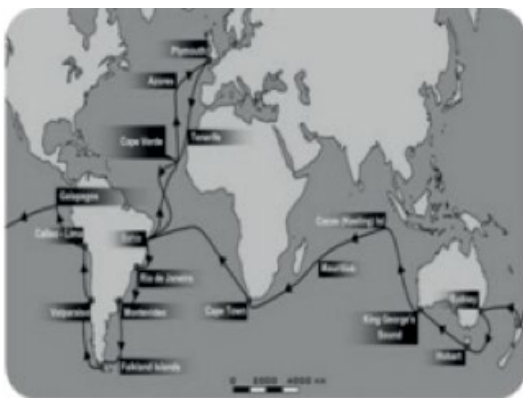 Plymouth
Azores
Cape Verde
Tenerife
Galapagos
Callao-Lima
Bahia
Cocos (Keeling) Is
Rio de Janeiro
Mauritius
Valparaiso
Montevideo
Cape Town
King George's
Sound
Sydney
Hobart
Falkland Islands
0 2000 4000 km